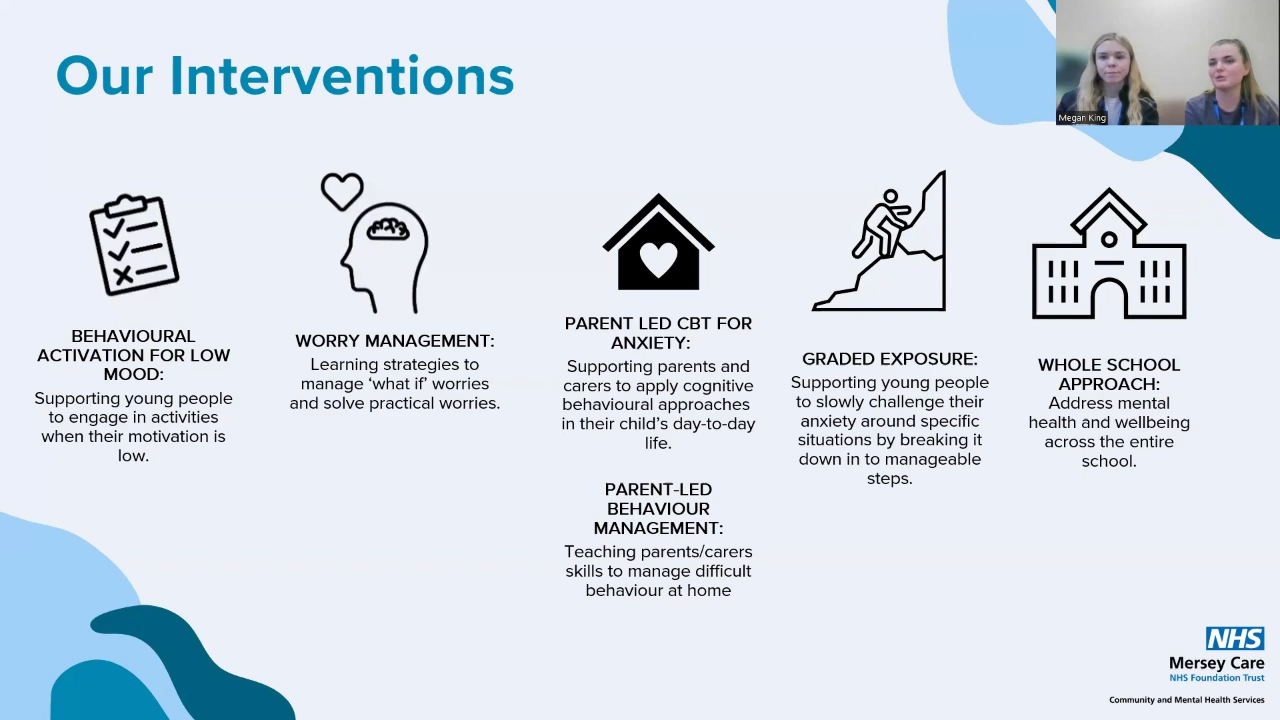 Our Interventions
Megan King
BEHAVIOURAL
ACTIVATION FOR LOW
MOOD:
Supporting young people
to engage in activities
when their motivation is
low.
WORRY MANAGEMENT:
Learning strategies to
manage ‘what if’ worries
and solve practical worries.
PARENT LED CBT FOR
ANXIETY:
Supporting parents and
carers to apply cognitive
behavioural approaches
in their child’s day-to-day
life.
PARENT-LED
BEHAVIOUR
MANAGEMENT:
Teaching parents/carers
skills to manage difficult
behaviour at home
GRADED EXPOSURE:
Supporting young people
to slowly challenge their
anxiety around specific
situations by breaking it
down in to manageable
steps.
WHOLE SCHOOL
APPROACH:
Address mental
health and wellbeing
across the entire
school.
NHS
Mersey Care
NHS Foundation Trust
Community and Mental Health Services